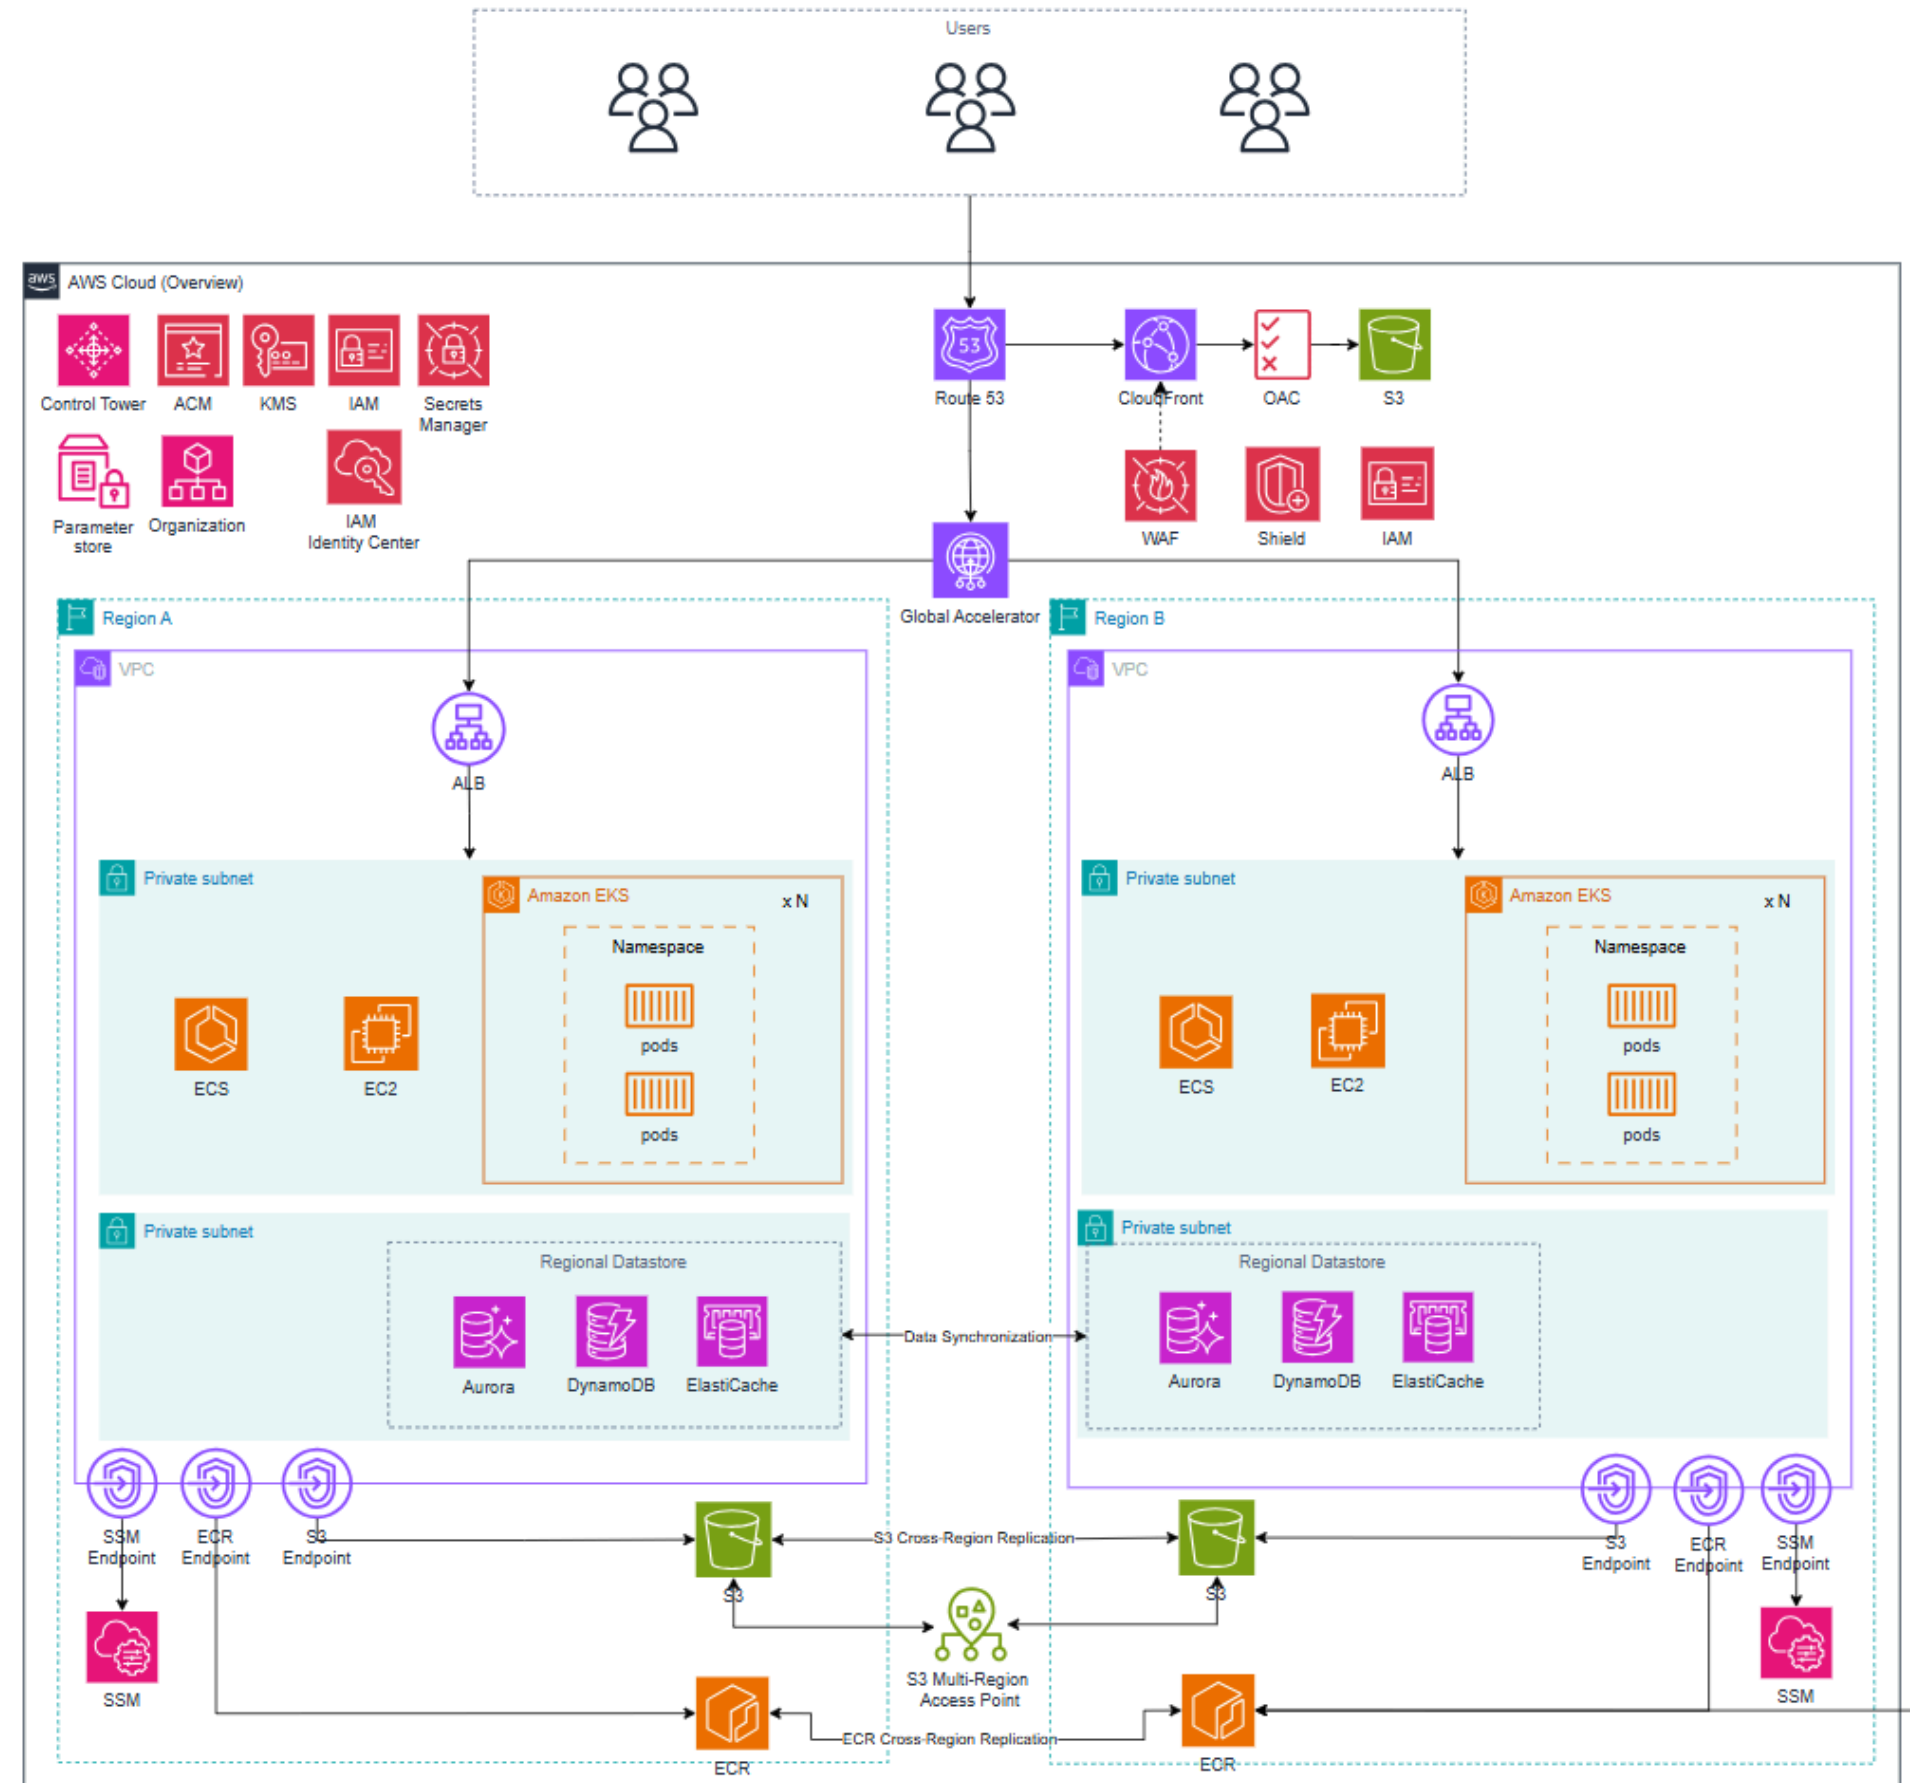 Users
aws
AWS Cloud (Overview)
Control Tower
ACM
KMS
IAM
Secrets
Manager
Parameter
store
Organization
IAM
Identity Center
53
Route 53
CloudFront
OAC
S3
WAF
Shield
IAM
Global Accelerator
Region A
VPC
ALB
Private subnet
Amazon EKS
x N
Namespace
pods
pods
ECS
EC2
Private subnet
Regional Datastore
Aurora
DynamoDB
ElastiCache
Data Synchronization
Region B
VPC
ALB
Private subnet
Amazon EKS
x N
Namespace
pods
pods
ECS
EC2
Private subnet
Regional Datastore
Aurora
DynamoDB
ElastiCache
SSM
Endpoint
ECR
Endpoint
S3
Endpoint
S3
S3 Cross-Region Replication
S3
S3
Endpoint
ECR
Endpoint
SSM
Endpoint
SSM
S3 Multi-Region
Access Point
SSM
ECR
ECR Cross-Region Replication
ECR